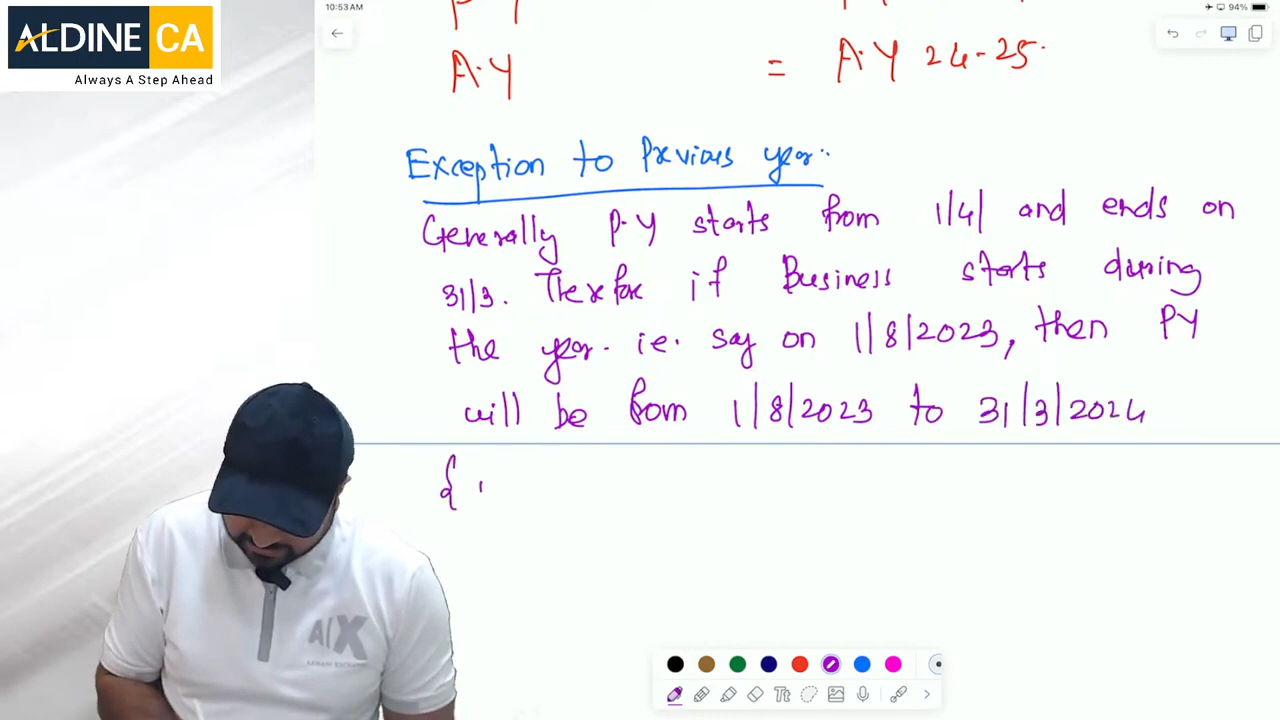 ALDINE CA
Always A Step Ahead
10:53 AM
94%
P.Y
A.Y = A.Y 24-25.
Exception to Previous year.
Generally P.Y starts from 1/4/ and ends on
31/3. Therefore if Business starts during
the year. i.e. say on 1/8/2023, then PY
will be from 1/8/2023 to 31/3/2024
{
AX
Tt